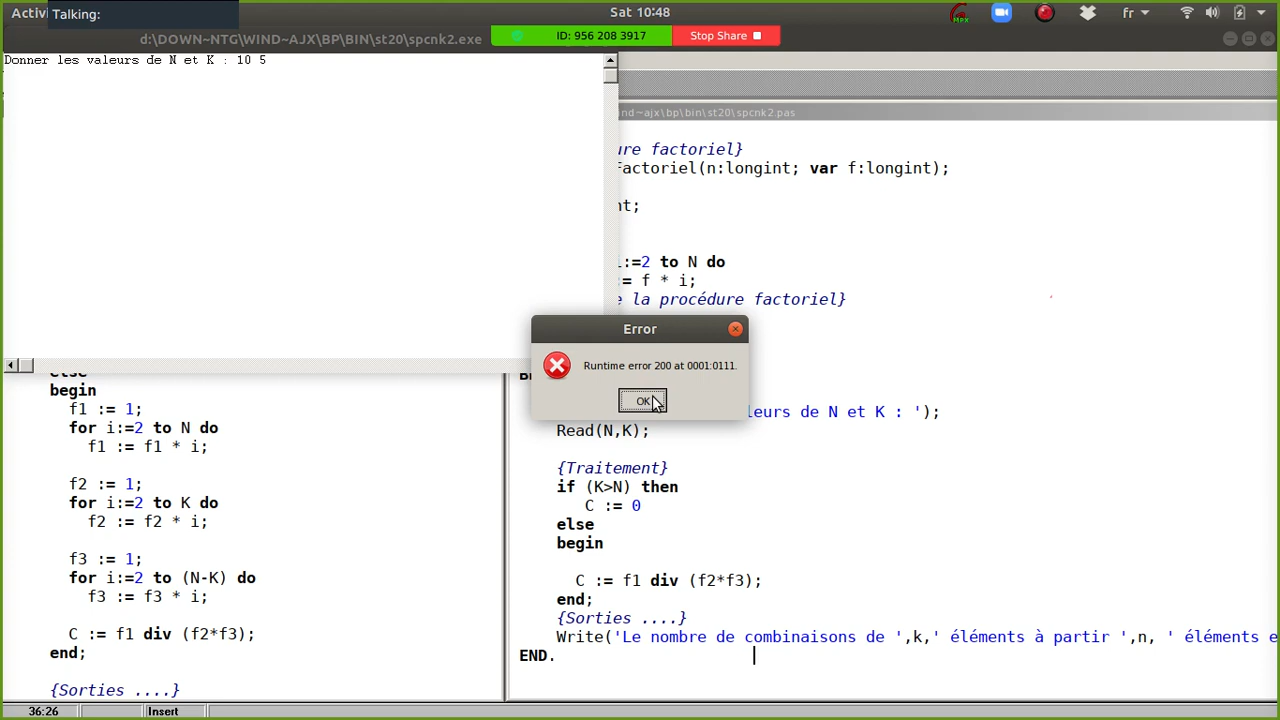 Activi
Talking:
Sat 10:48
MPX
fr
d:\DOWN~NTG\WIND~AJX\BP\BIN\st20\spcnk2.exe
ID: 956 208 3917
Stop Share
Donner les valeurs de N et K : 10 5
ind~ajx\bp\bin\st20\spcnk2.pas
ure factoriel}
Factoriel(n:longint; var f:longint);
nt;
i:=2 to N do
:= f * i;
e la procédure factoriel}
Error
Runtime error 200 at 0001:0111.
OK
else
begin
f1 := 1;
for i:=2 to N do
f1 := f1 * i;
f2 := 1;
for i:=2 to K do
f2 := f2 * i;
f3 := 1;
for i:=2 to (N-K) do
f3 := f3 * i;
C := f1 div (f2*f3);
end;
{Sorties ....}
leurs de N et K : ');
Read(N,K);
{Traitement}
if (K>N) then
C := 0
else
begin
C := f1 div (f2*f3);
end;
{Sorties ....}
Write('Le nombre de combinaisons de ',k,' éléments à partir ',n, ' éléments e
END.
36:26
Insert